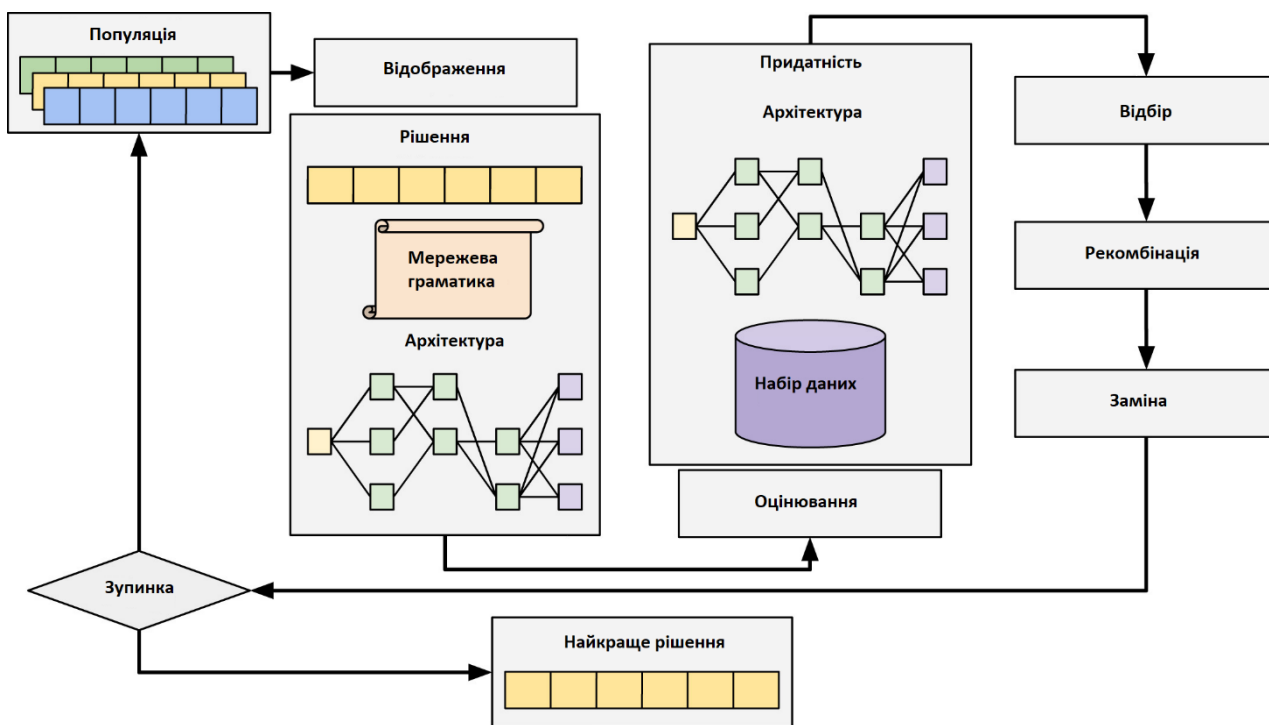 Популяція
Відображення
Рішення
Мережева
граматика
Архітектура
Придатність
Архітектура
Набір даних
Оцінювання
Відбір
Рекомбінація
Заміна
Зупинка
Найкраще рішення